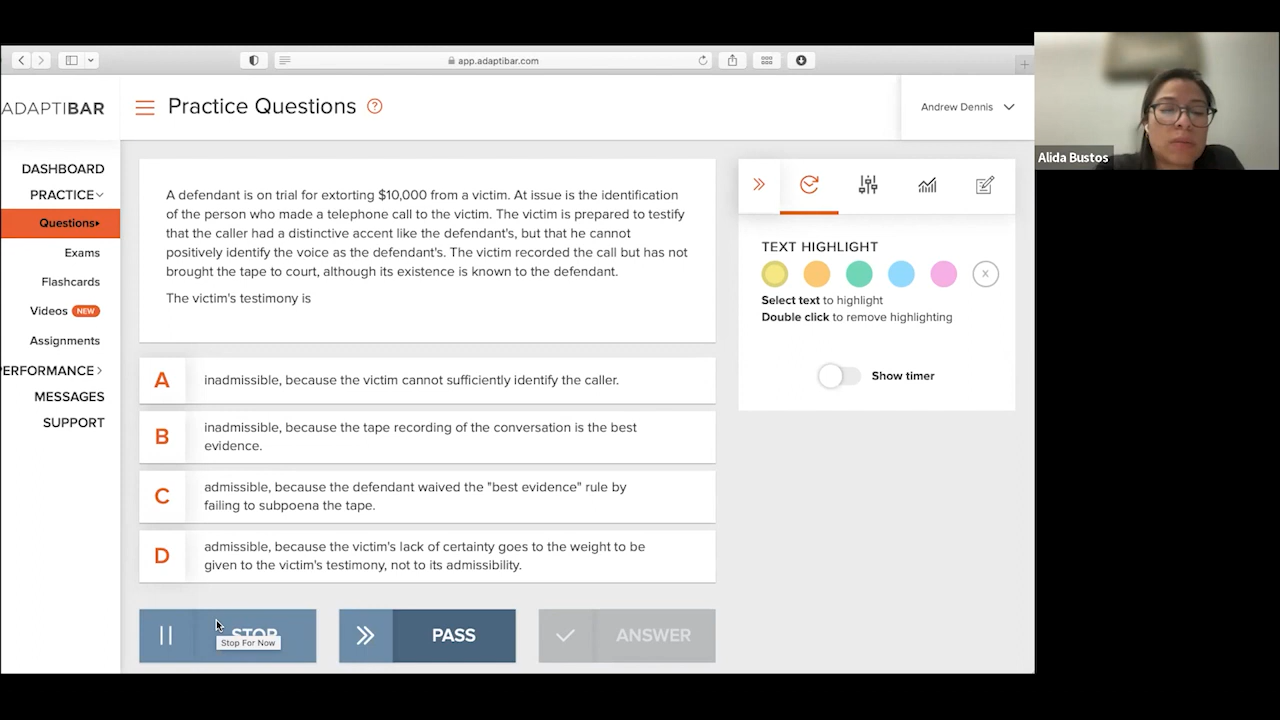 app.adaptibar.com
ADAPTIBAR
Practice Questions ?
Andrew Dennis
Alida Bustos
DASHBOARD
PRACTICE
Questions
Exams
Flashcards
Videos NEW
Assignments
PERFORMANCE
MESSAGES
SUPPORT
A defendant is on trial for extorting $10,000 from a victim. At issue is the identification
of the person who made a telephone call to the victim. The victim is prepared to testify
that the caller had a distinctive accent like the defendant's, but that he cannot
positively identify the voice as the defendant's. The victim recorded the call but has not
brought the tape to court, although its existence is known to the defendant.
The victim's testimony is
A inadmissible, because the victim cannot sufficiently identify the caller.
B inadmissible, because the tape recording of the conversation is the best
evidence.
C admissible, because the defendant waived the "best evidence" rule by
failing to subpoena the tape.
D admissible, because the victim's lack of certainty goes to the weight to be
given to the victim's testimony, not to its admissibility.
STOP
Stop For Now
PASS
ANSWER
TEXT HIGHLIGHT
Select text to highlight
Double click to remove highlighting
Show timer